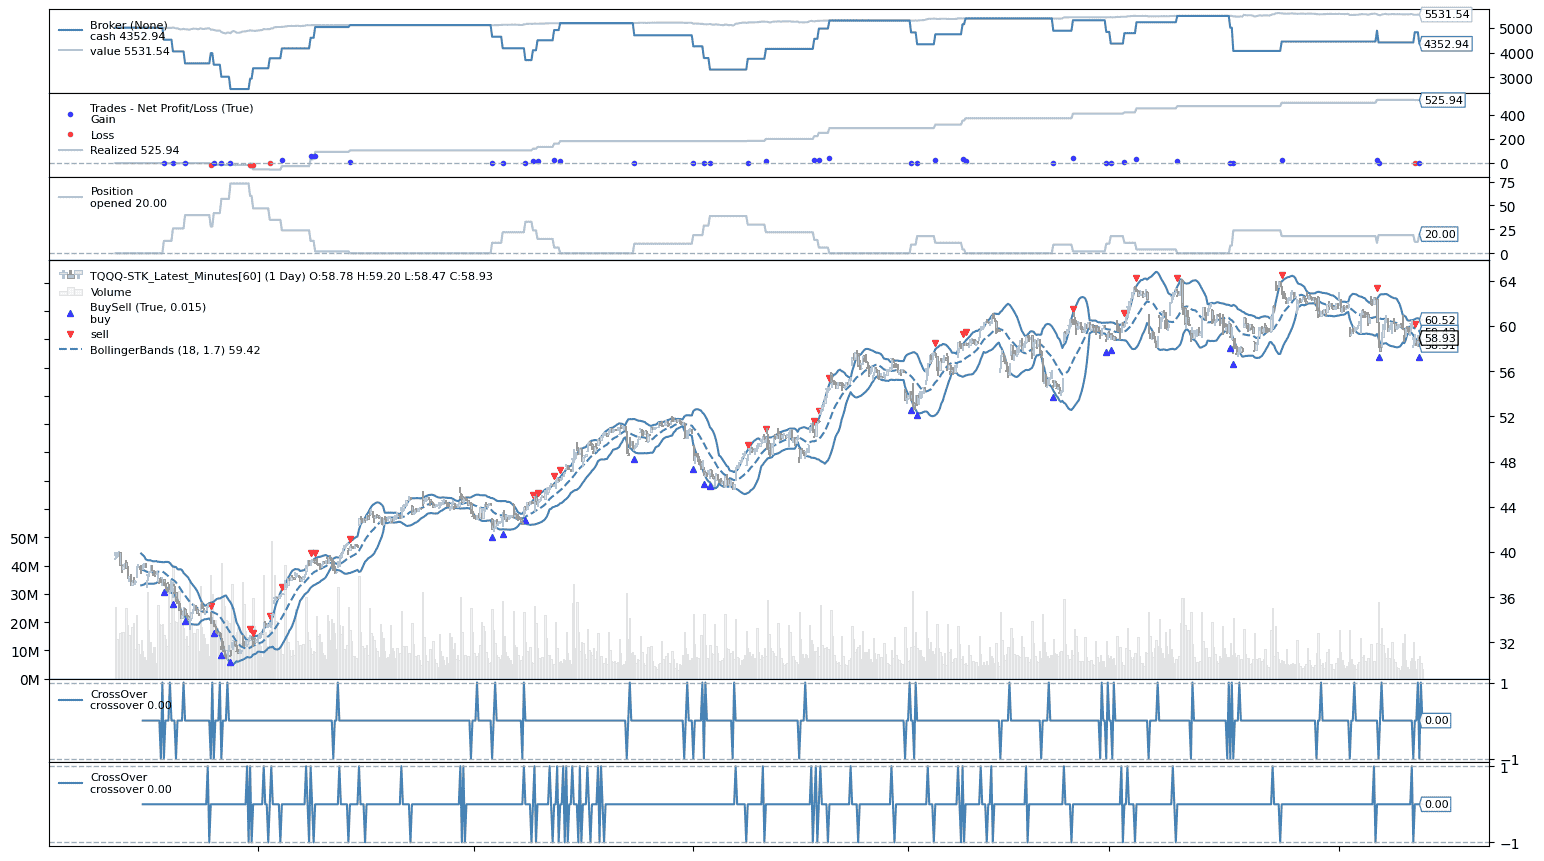 Broker (None)
cash 4352.94
value 5531.54
5531.54
4352.94
5000
4000
3000
Trades - Net Profit/Loss (True)
Gain
Loss
Realized 525.94
525.94
400
200
0
Position
opened 20.00
75
50
25
0
20.00
TQQQ-STK_Latest_Minutes[60] (1 Day) O:58.78 H:59.20 L:58.47 C:58.93
Volume
BuySell (True, 0.015)
buy
sell
BollingerBands (18, 1.7) 59.42
64
60
56
52
48
44
40
36
32
60.52
58.93
50M
40M
30M
20M
10M
0M
CrossOver
crossover 0.00
1
0.00
−1
CrossOver
crossover 0.00
1
0.00
−1